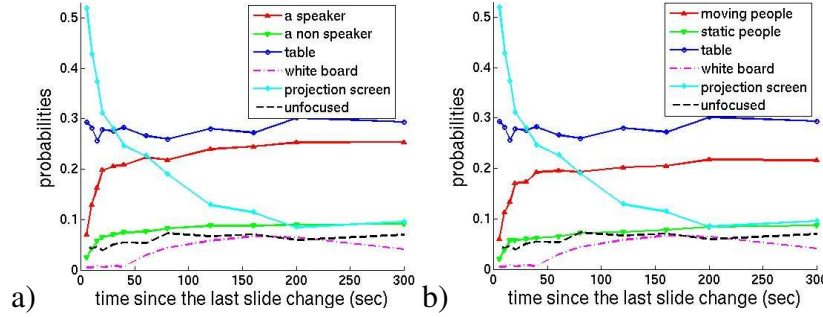 a speaker
a non speaker
table
white board
projection screen
unfocused
0.5
0.4
0.3
0.2
0.1
0
probabilities
0 50 100 150 200 250 300
time since the last slide change (sec)
a)
moving people
static people
table
white board
projection screen
unfocused
0.5
0.4
0.3
0.2
0.1
0
probabilities
0 50 100 150 200 250 300
time since the last slide change (sec)
b)